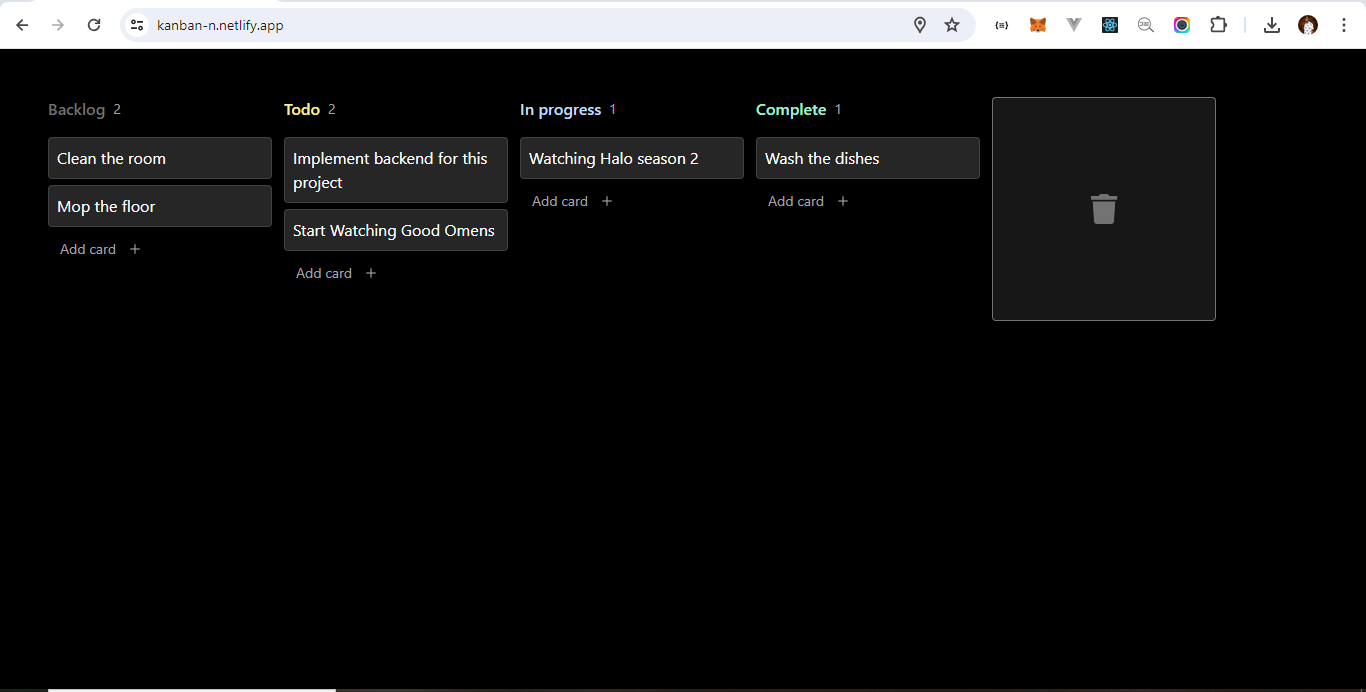 kanban-n.netlify.app
Backlog 2
Clean the room
Mop the floor
Add card +
Todo 2
Implement backend for this
project
Start Watching Good Omens
Add card +
In progress 1
Watching Halo season 2
Add card +
Complete 1
Wash the dishes
Add card +